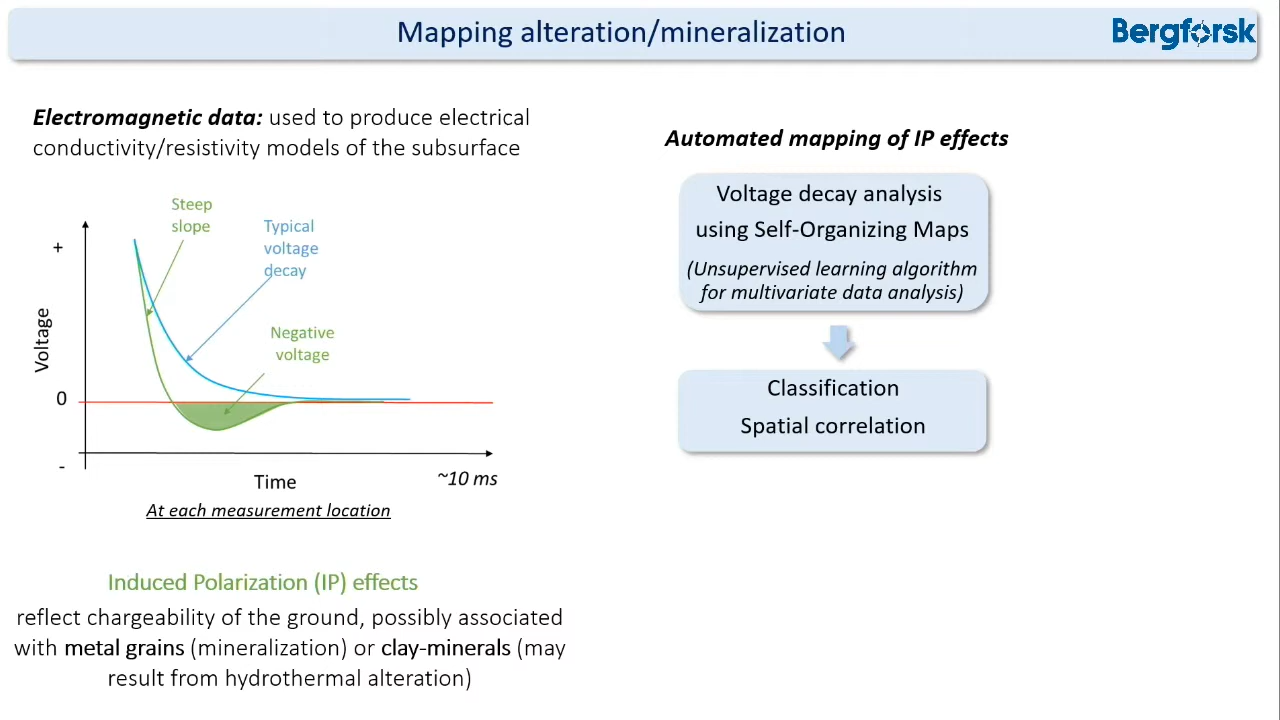 Mapping alteration/mineralization
Bergforsk
Electromagnetic data: used to produce electrical
conductivity/resistivity models of the subsurface
Steep
slope
Typical
voltage
decay
Negative
voltage
+
Voltage
0
-
Time
~10 ms
At each measurement location
Induced Polarization (IP) effects
reflect chargeability of the ground, possibly associated
with metal grains (mineralization) or clay-minerals (may
result from hydrothermal alteration)
Automated mapping of IP effects
Voltage decay analysis
using Self-Organizing Maps
(Unsupervised learning algorithm
for multivariate data analysis)
Classification
Spatial correlation